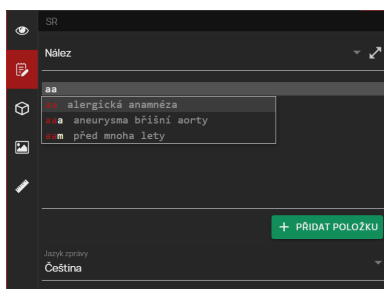 SR
Nález
aa
aa alergická anamnéza
aaa aneurysma břišní aorty
aam před mnoha lety
+ PŘIDAT POLOŽKU
Jazyk zprávy
Čeština